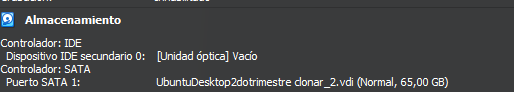 Almacenamiento
Controlador: IDE
Dispositivo IDE secundario 0: [Unidad óptica] Vacío
Controlador: SATA
Puerto SATA 1: UbuntuDesktop2dotrimestre clonar_2.vdi (Normal, 65,00 GB)